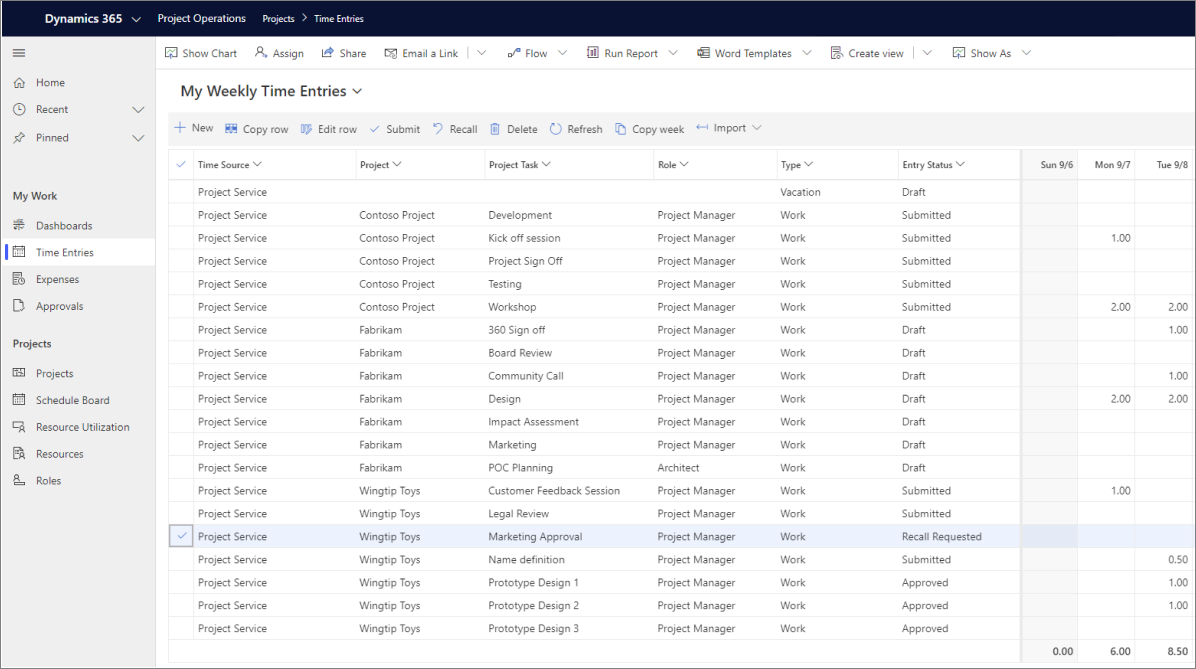 Dynamics 365 Project Operations Projects > Time Entries
Show Chart Assign Share Email a Link Flow Run Report Word Templates Create view Show As
Home
Recent
Pinned
My Work
Dashboards
Time Entries
Expenses
Approvals
Projects
Projects
Schedule Board
Resource Utilization
Resources
Roles
My Weekly Time Entries
New Copy row Edit row Submit Recall Delete Refresh Copy week Import
Time Source Project Project Task Role Type Entry Status Sun 9/6 Mon 9/7 Tue 9/8
Project Service Vacation Draft
Project Service Contoso Project Development Project Manager Work Submitted
Project Service Contoso Project Kick off session Project Manager Work Submitted 1.00
Project Service Contoso Project Project Sign Off Project Manager Work Submitted
Project Service Contoso Project Testing Project Manager Work Submitted
Project Service Contoso Project Workshop Project Manager Work Submitted 2.00 2.00
Project Service Fabrikam 360 Sign off Project Manager Work Draft 1.00
Project Service Fabrikam Board Review Project Manager Work Draft
Project Service Fabrikam Community Call Project Manager Work Draft 1.00
Project Service Fabrikam Design Project Manager Work Draft 2.00 2.00
Project Service Fabrikam Impact Assessment Project Manager Work Draft
Project Service Fabrikam Marketing Project Manager Work Draft
Project Service Fabrikam POC Planning Architect Work Draft
Project Service Wingtip Toys Customer Feedback Session Project Manager Work Submitted 1.00
Project Service Wingtip Toys Legal Review Project Manager Work Submitted
Project Service Wingtip Toys Marketing Approval Project Manager Work Recall Requested
Project Service Wingtip Toys Name definition Project Manager Work Submitted 0.50
Project Service Wingtip Toys Prototype Design 1 Project Manager Work Approved 1.00
Project Service Wingtip Toys Prototype Design 2 Project Manager Work Approved 1.00
Project Service Wingtip Toys Prototype Design 3 Project Manager Work Approved
0.00 6.00 8.50